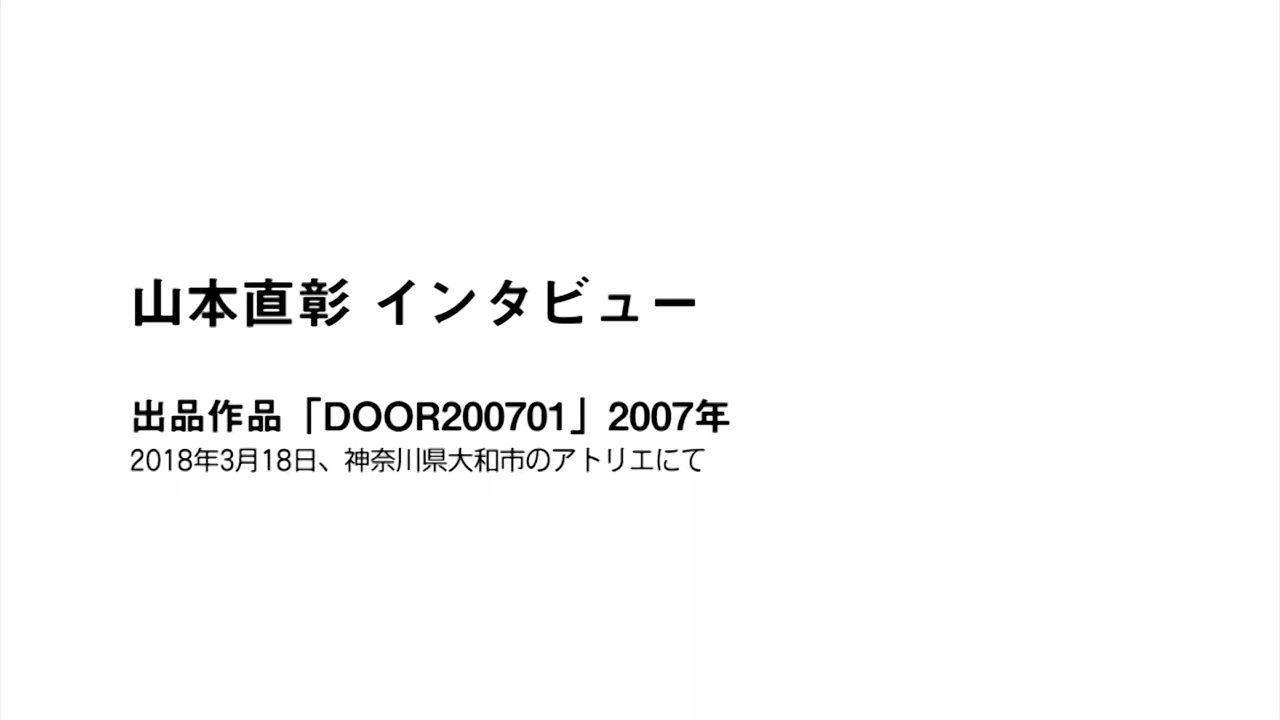 山本直彰 インタビュー
出品作品「DOOR200701」2007年
2018年3月18日、神奈川県大和市のアトリエにて